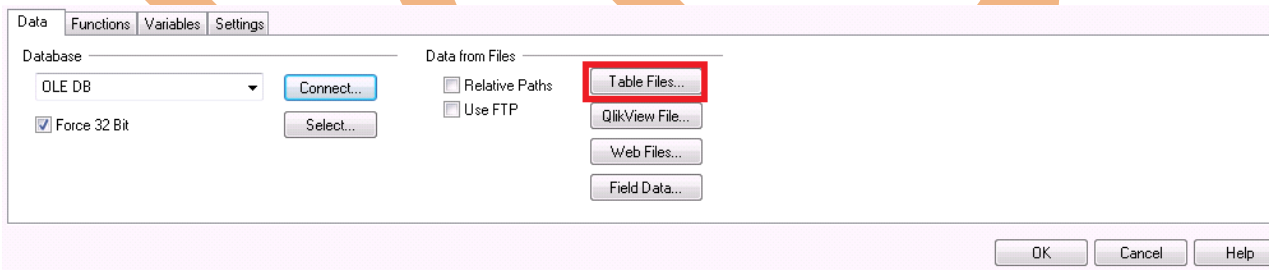 Data Functions Variables Settings
Database
OLE DB
Connect...
Force 32 Bit
Select...
Data from Files
Relative Paths
Use FTP
Table Files...
QlikView File...
Web Files...
Field Data...
OK Cancel Help